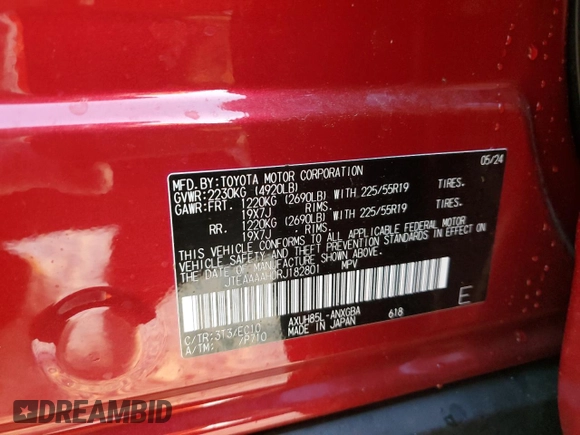 MFD.BY:TOYOTA MOTOR CORPORATION 05/24
GVWR:2230KG (4920LB)
GAWR:FRT. 1220KG (2690LB) WITH 225/55R19 TIRES.
19X7J RIMS.
RR. 1220KG (2690LB) WITH 225/55R19 TIRES.
19X7J RIMS.
THIS VEHICLE CONFORMS TO ALL APPLICABLE FEDERAL MOTOR
VEHICLE SAFETY AND THEFT PREVENTION STANDARDS IN EFFECT ON
THE DATE OF MANUFACTURE SHOWN ABOVE.
MPV
E
C/TR:3T3/EC10 AXUH85L-ANXGBA
A/TM: /P710 MADE IN JAPAN 618
DREAMBID